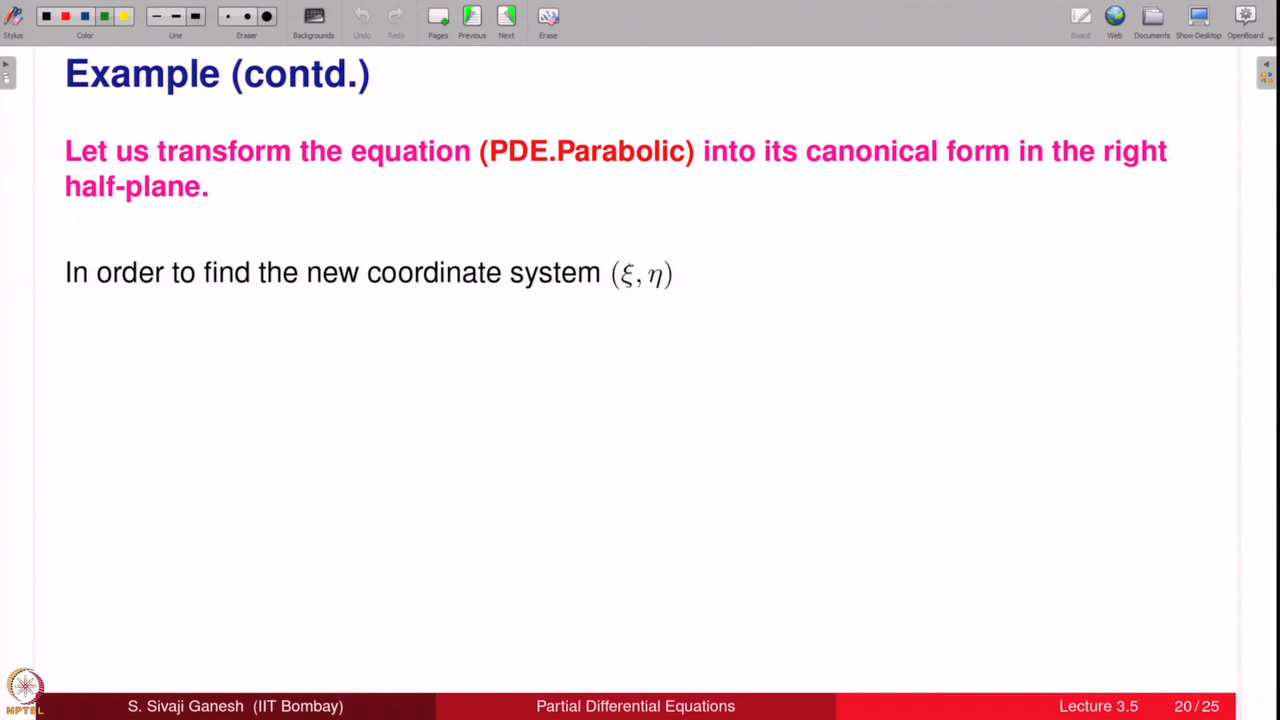 Stylus
Color
Line
Eraser
Backgrounds
Undo
Redo
Pages
Previous
Next
Erase
Board
Web
Documents
Show Desktop
OpenBoard
Example (contd.)
Let us transform the equation (PDE.Parabolic) into its canonical form in the right
half-plane.
In order to find the new coordinate system (ξ, η)
NPTEL
S. Sivaji Ganesh (IIT Bombay)
Partial Differential Equations
Lecture 3.5
20 / 25